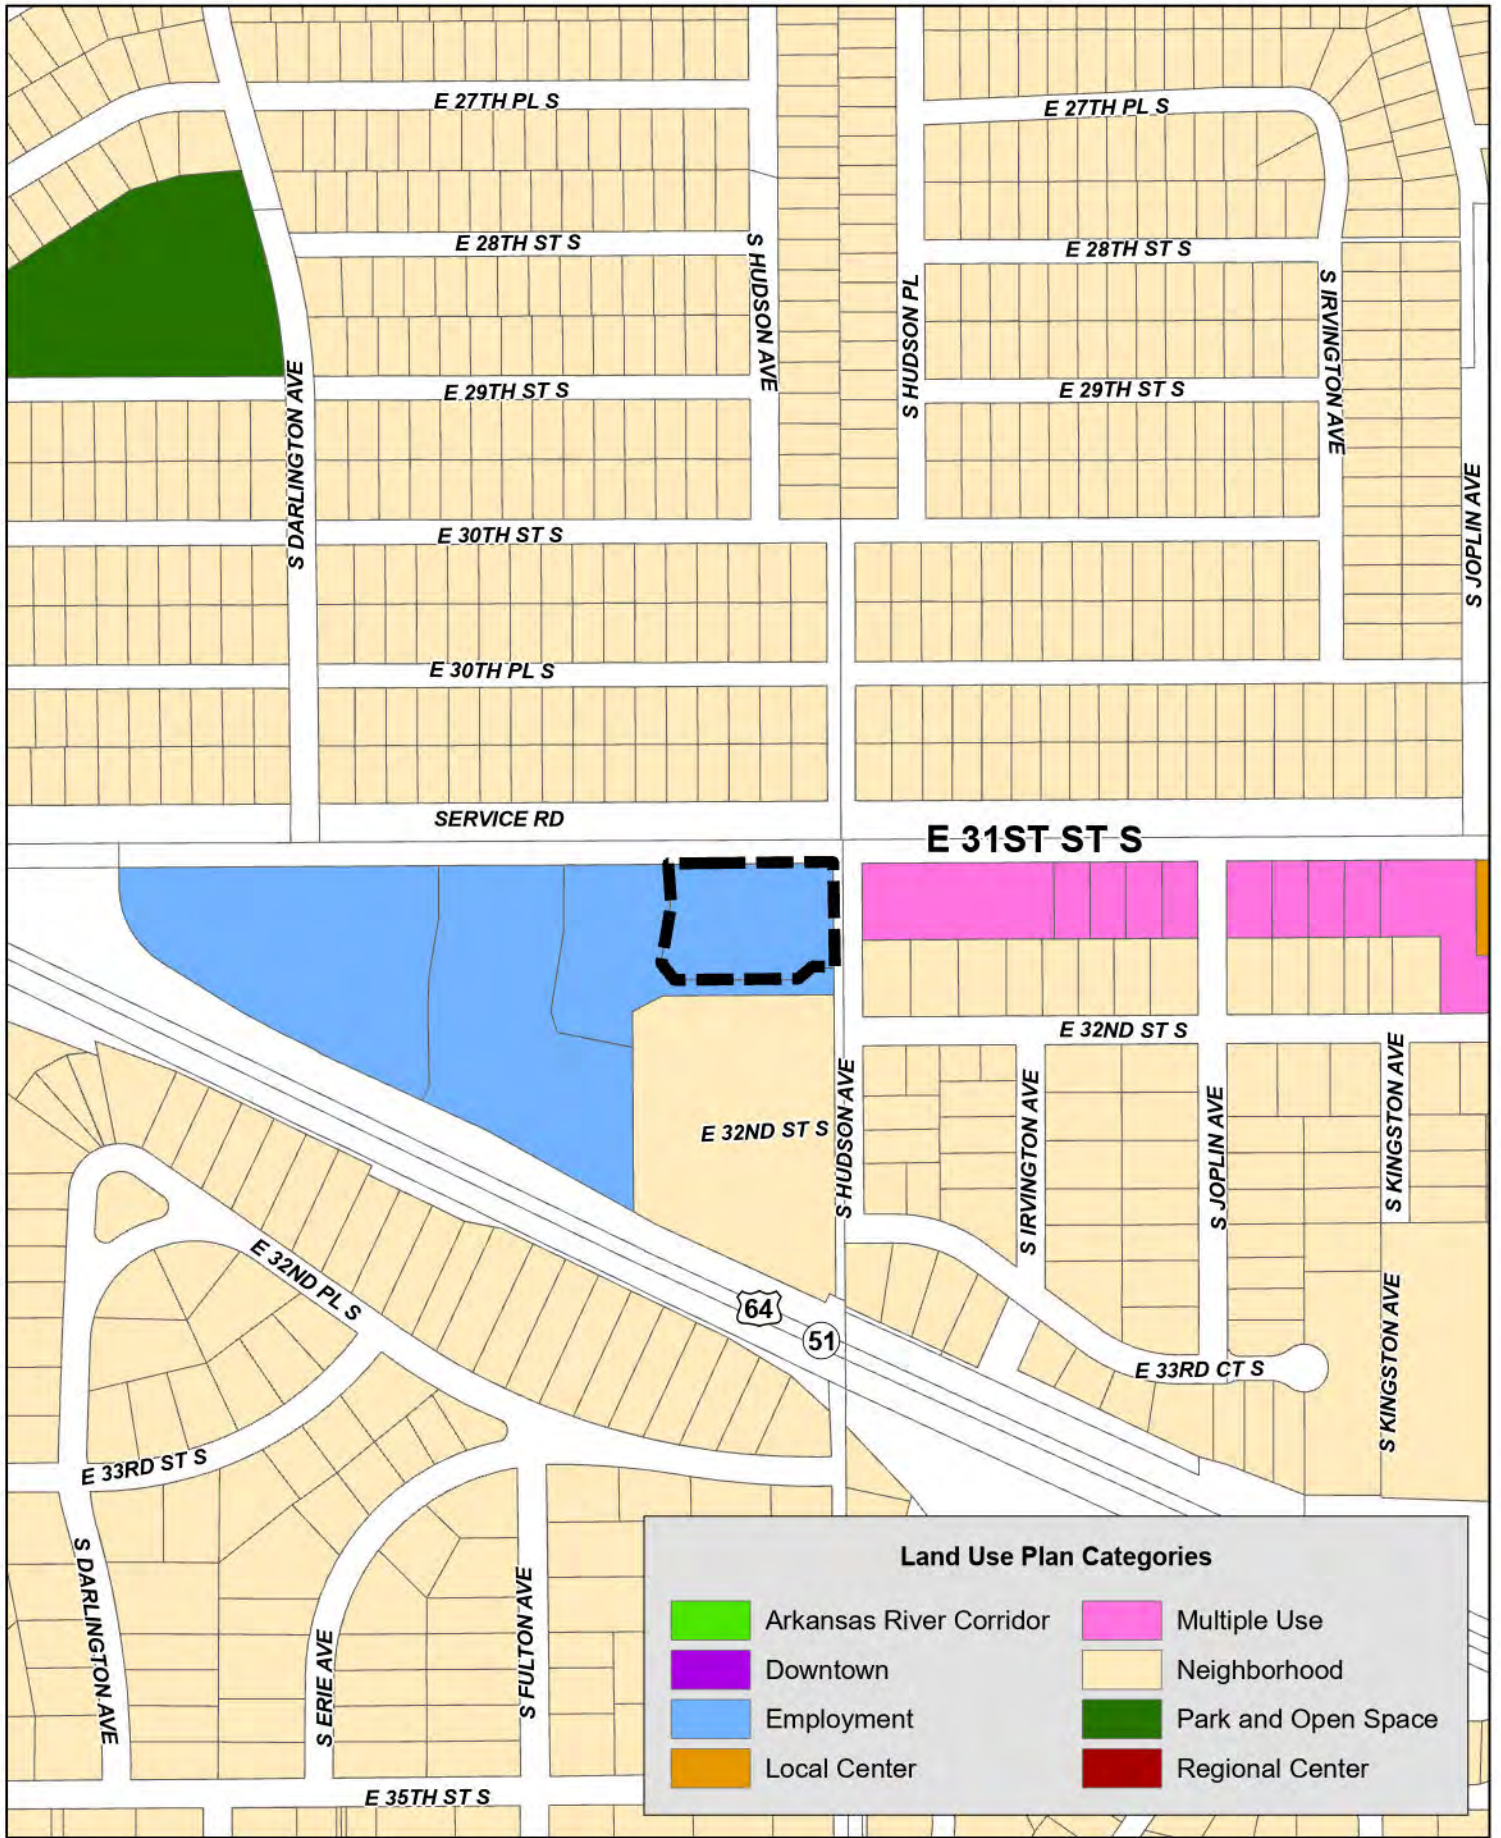 E 27TH PL S
E 27TH PL S
E 28TH ST S
E 28TH ST S
S HUDSON AVE
S HUDSON PL
S IRVINGTON AVE
S DARLINGTON AVE
E 29TH ST S
E 29TH ST S
S JOPLIN AVE
E 30TH ST S
E 30TH PL S
SERVICE RD
E 31ST ST S
E 32ND ST S
E 32ND ST S
S HUDSON AVE
S IRVINGTON AVE
S JOPLIN AVE
S KINGSTON AVE
E 32ND PL S
64
51
E 33RD CT S
S KINGSTON AVE
E 33RD ST S
S DARLINGTON AVE
S ERIE AVE
S FULTON AVE
E 35TH ST S
Land Use Plan Categories
Arkansas River Corridor
Downtown
Employment
Local Center
Multiple Use
Neighborhood
Park and Open Space
Regional Center